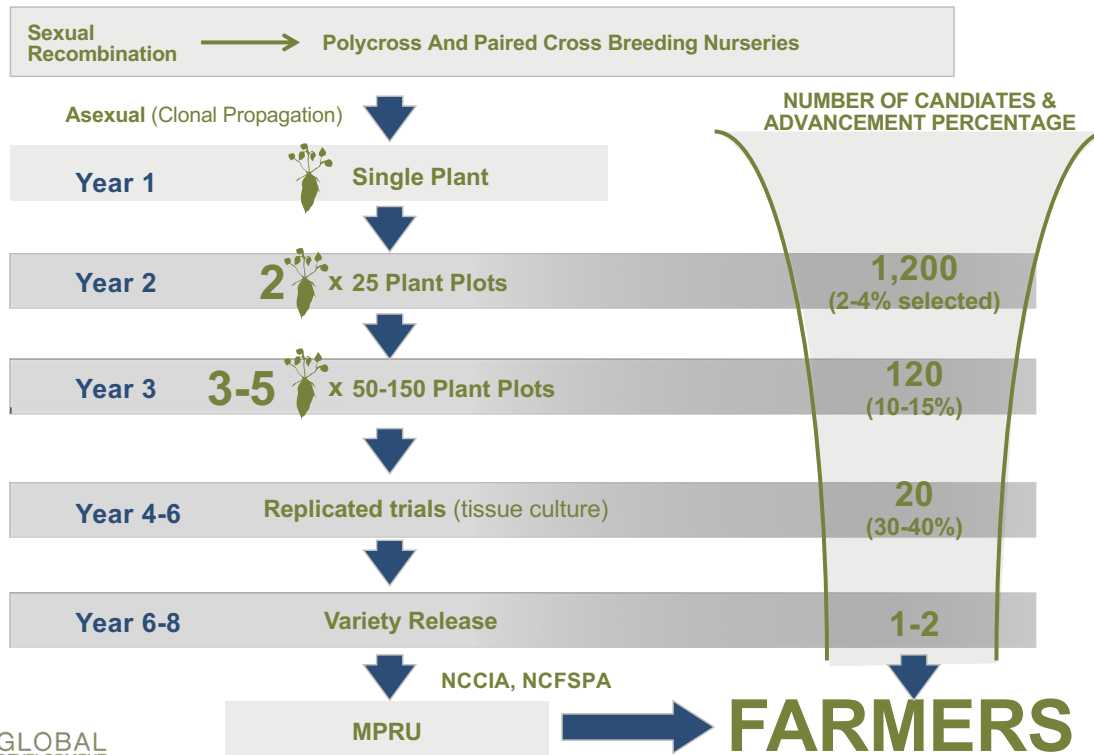 Sexual
Recombination
Polycross And Paired Cross Breeding Nurseries
Asexual (Clonal Propagation)
NUMBER OF CANDIATES &
ADVANCEMENT PERCENTAGE
Year 1
Single Plant
Year 2
2 x 25 Plant Plots
1,200
(2-4% selected)
Year 3
3-5 x 50-150 Plant Plots
120
(10-15%)
Year 4-6
Replicated trials (tissue culture)
20
(30-40%)
Year 6-8
Variety Release
1-2
NCCIA, NCFSPA
MPRU
FARMERS
GLOBAL